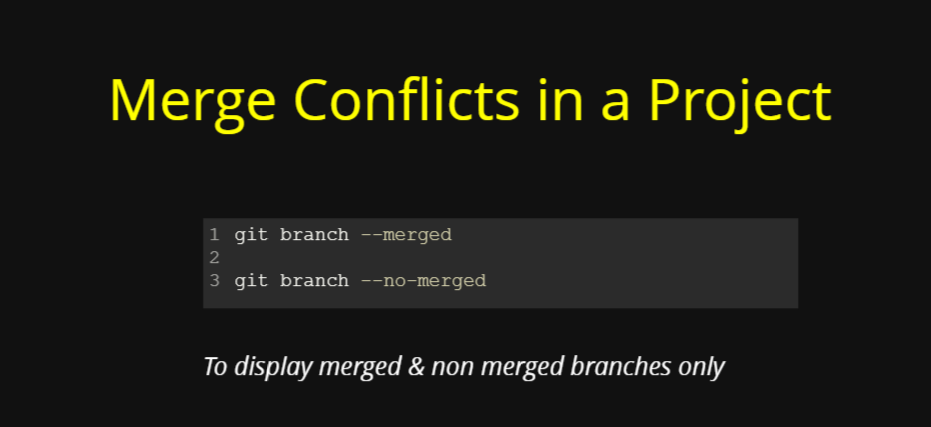 Merge Conflicts in a Project
1 git branch --merged
2
3 git branch --no-merged
To display merged & non merged branches only